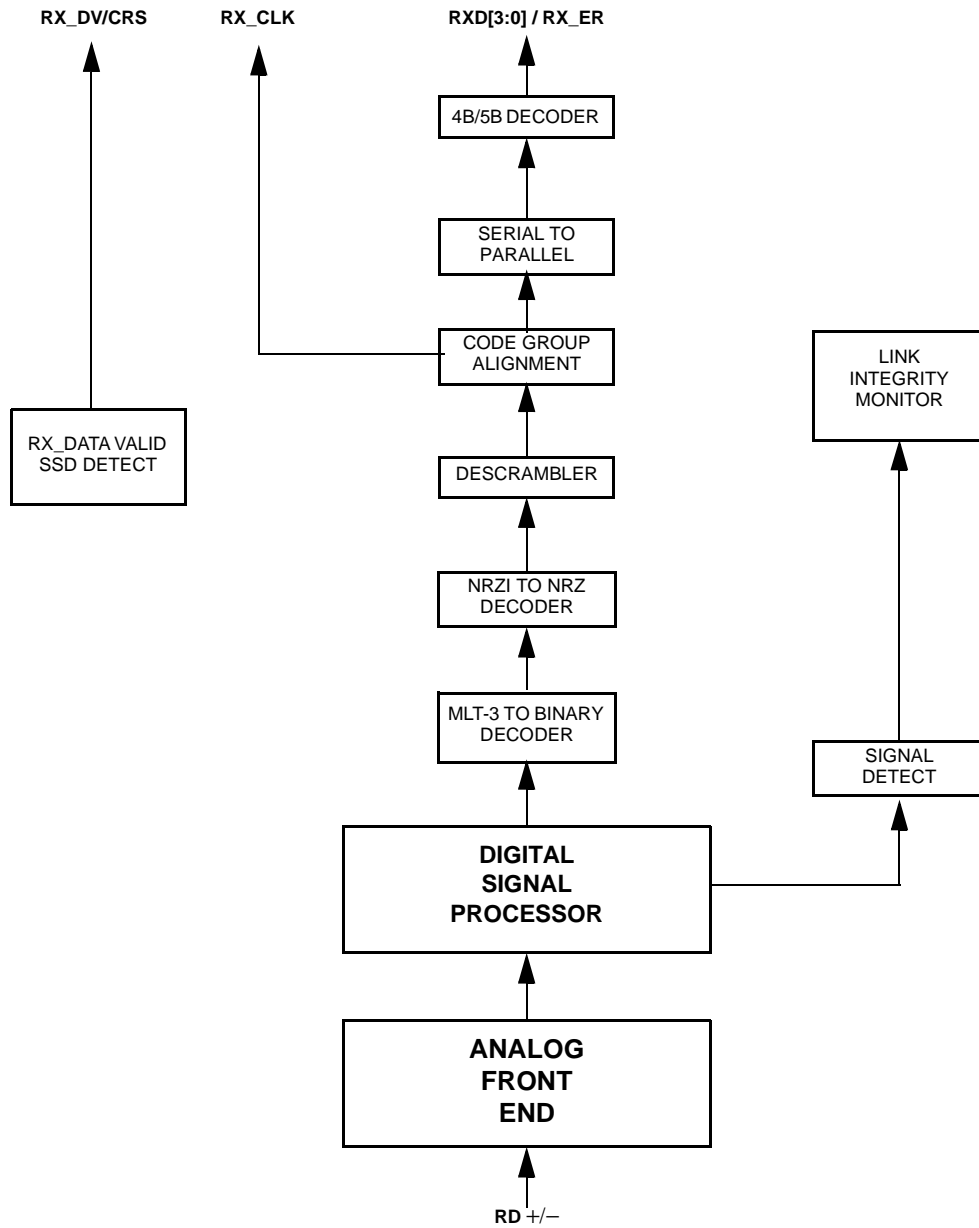 RX_DV/CRS RX_CLK RXD[3:0] / RX_ER
4B/5B DECODER
SERIAL TO
PARALLEL
CODE GROUP
ALIGNMENT
LINK
INTEGRITY
MONITOR
RX_DATA VALID
SSD DETECT
DESCRAMBLER
NRZI TO NRZ
DECODER
MLT-3 TO BINARY
DECODER
SIGNAL
DETECT
DIGITAL
SIGNAL
PROCESSOR
ANALOG
FRONT
END
RD +/−